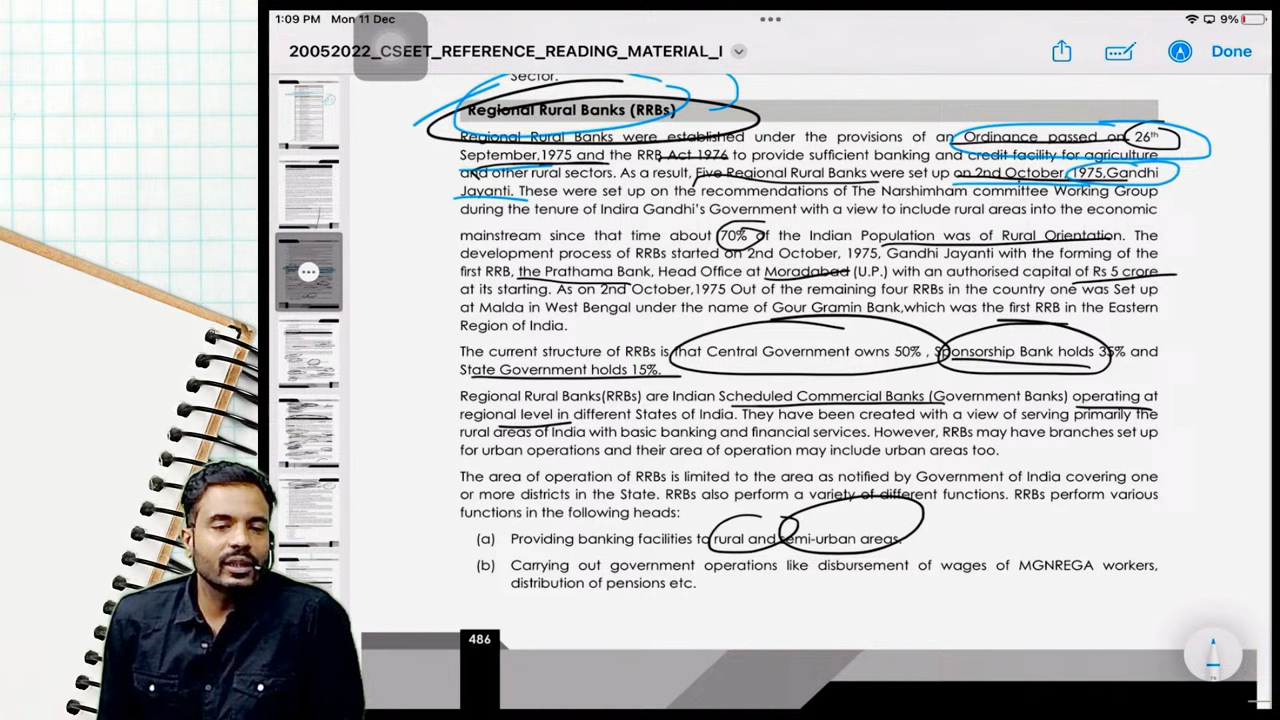 1:09 PM Mon 11 Dec
9%
20052022_CSEET_REFERENCE_READING_MATERIAL_I
Done
Sector.
Regional Rural Banks (RRBs)
Regional Rural Banks were established under the provisions of an Ordinance passed on 26th
September,1975 and the RRB Act 1976 to provide sufficient banking and credit facility for agriculture
and other rural sectors. As a result, Five Regional Rural Banks were set up on 2nd October, 1975,Gandhi
Jayanti. These were set up on the recommendations of The Narshimham committee Working Group
during the tenure of Indira Gandhi's Government with a view to include rural areas into the economic
mainstream since that time about 70% of the Indian Population was of Rural Orientation. The
development process of RRBs started on 2nd October, 1975, Gandhi Jayanti with the forming of the
first RRB, the Prathama Bank, Head Office at Moradabad (U.P.) with an authorised capital of Rs 5 crore
at its starting. As on 2nd October,1975 Out of the remaining four RRBs in the country one was Set up
at Malda in West Bengal under the name of Gour Gramin Bank,which was the first RRB in the Eastern
Region of India.
The current structure of RRBs is that Central Government owns 50% , Sponsorship Bank holds 35% and
State Government holds 15%.
Regional Rural Banks(RRBs) are Indian Scheduled Commercial Banks (Government Banks) operating at
regional level in different States of India. They have been created with a view of serving primarily the
rural areas of India with basic banking and financial services. However, RRBs may have branches set up
for urban operations and their area of operation may include urban areas too.
The area of operation of RRBs is limited to the area as notified by Government of India covering one
or more districts in the State. RRBs also perform a variety of different functions. RRBs perform various
functions in the following heads:
(a) Providing banking facilities to rural and semi-urban areas.
(b) Carrying out government operations like disbursement of wages of MGNREGA workers,
distribution of pensions etc.
486